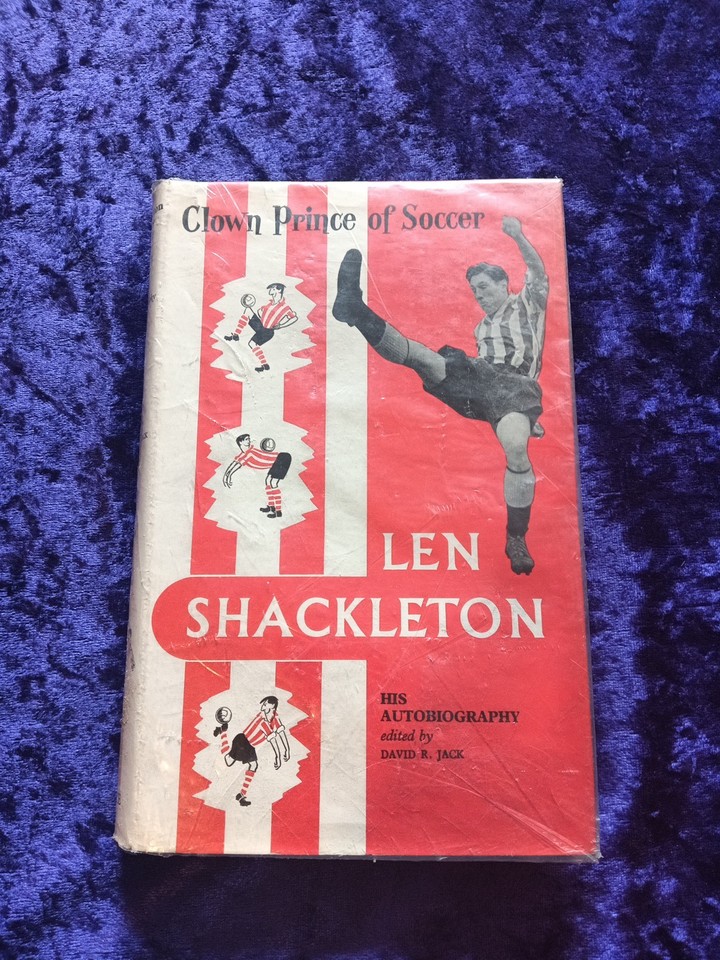 Clown Prince of Soccer
LEN
SHACKLETON
HIS
AUTOBIOGRAPHY
edited by
DAVID R. JACK